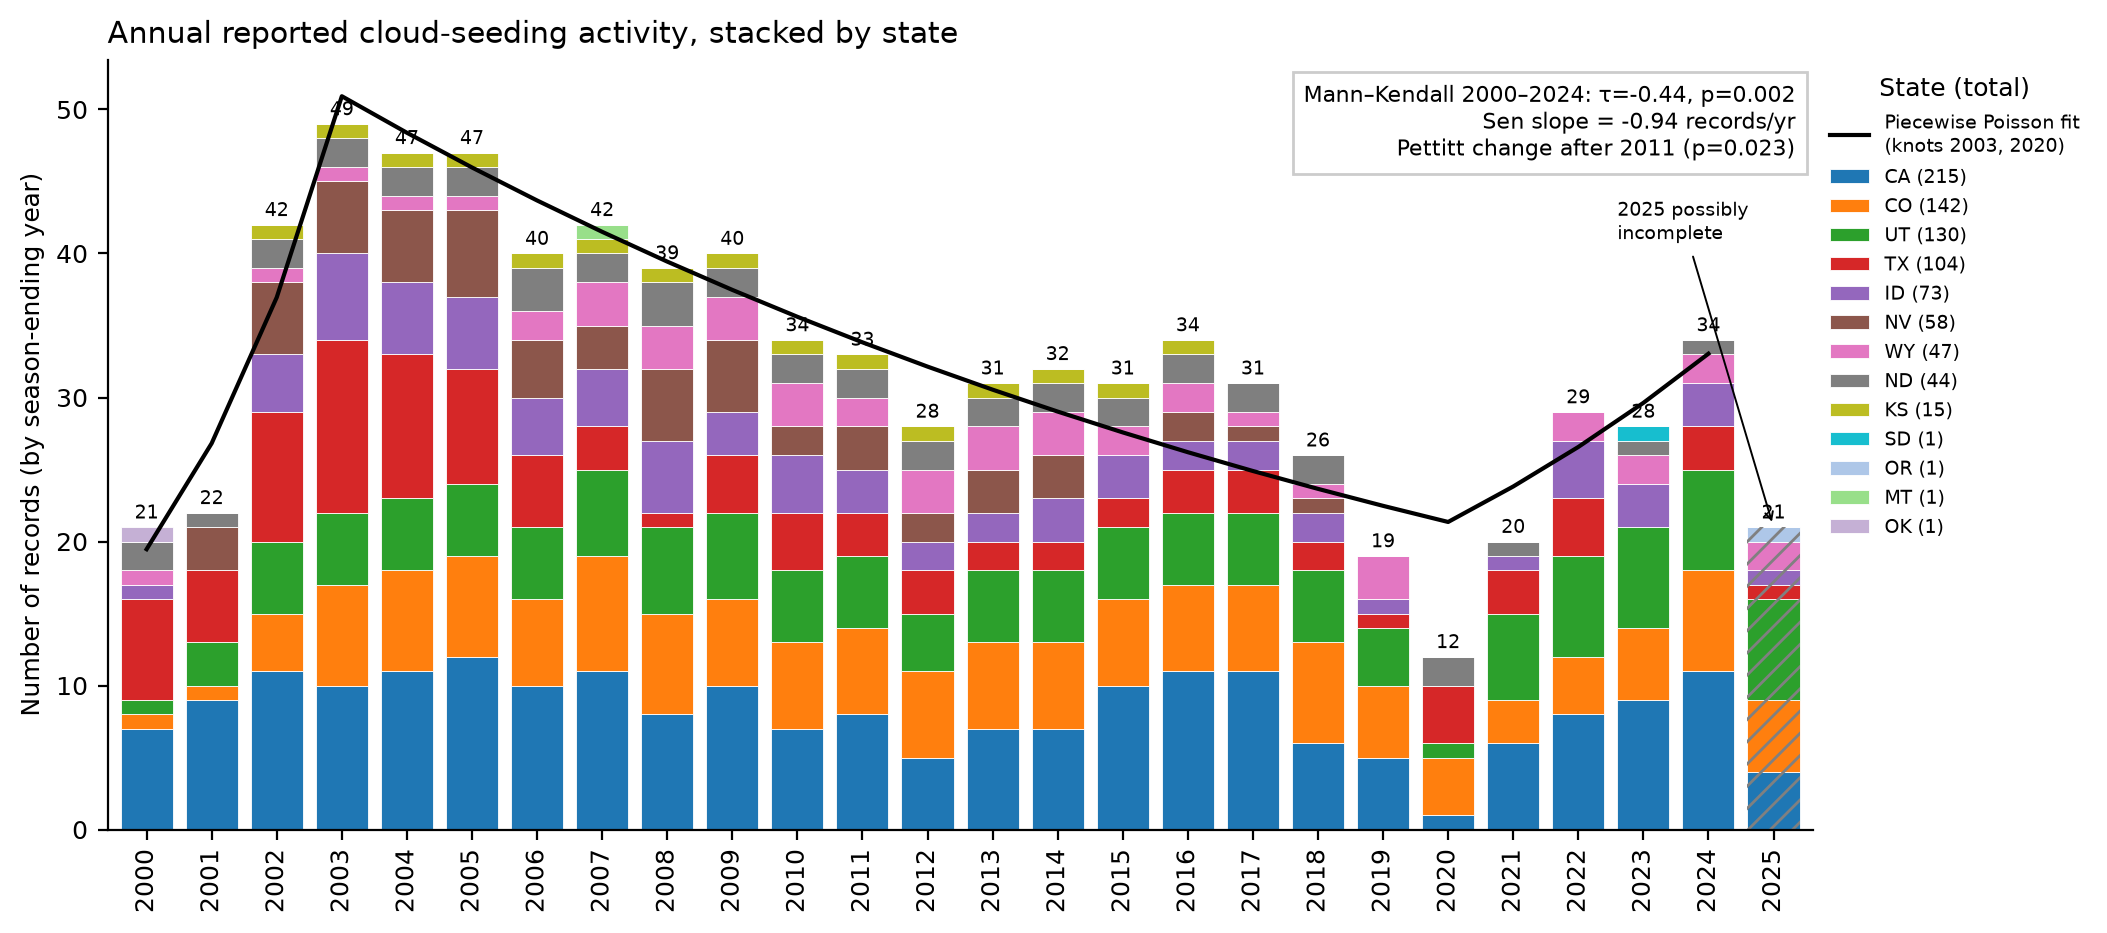 Annual reported cloud-seeding activity, stacked by state
Number of records (by season-ending year)
50
40
30
20
10
0
21
22
42
49
47
47
40
42
39
40
34
33
28
31
32
31
34
31
26
19
12
20
29
28
34
21
Mann–Kendall 2000–2024: τ=-0.44, p=0.002
Sen slope = -0.94 records/yr
Pettitt change after 2011 (p=0.023)
2025 possibly
incomplete
State (total)
Piecewise Poisson fit
(knots 2003, 2020)
CA (215)
CO (142)
UT (130)
TX (104)
ID (73)
NV (58)
WY (47)
ND (44)
KS (15)
SD (1)
OR (1)
MT (1)
OK (1)
2000
2001
2002
2003
2004
2005
2006
2007
2008
2009
2010
2011
2012
2013
2014
2015
2016
2017
2018
2019
2020
2021
2022
2023
2024
2025